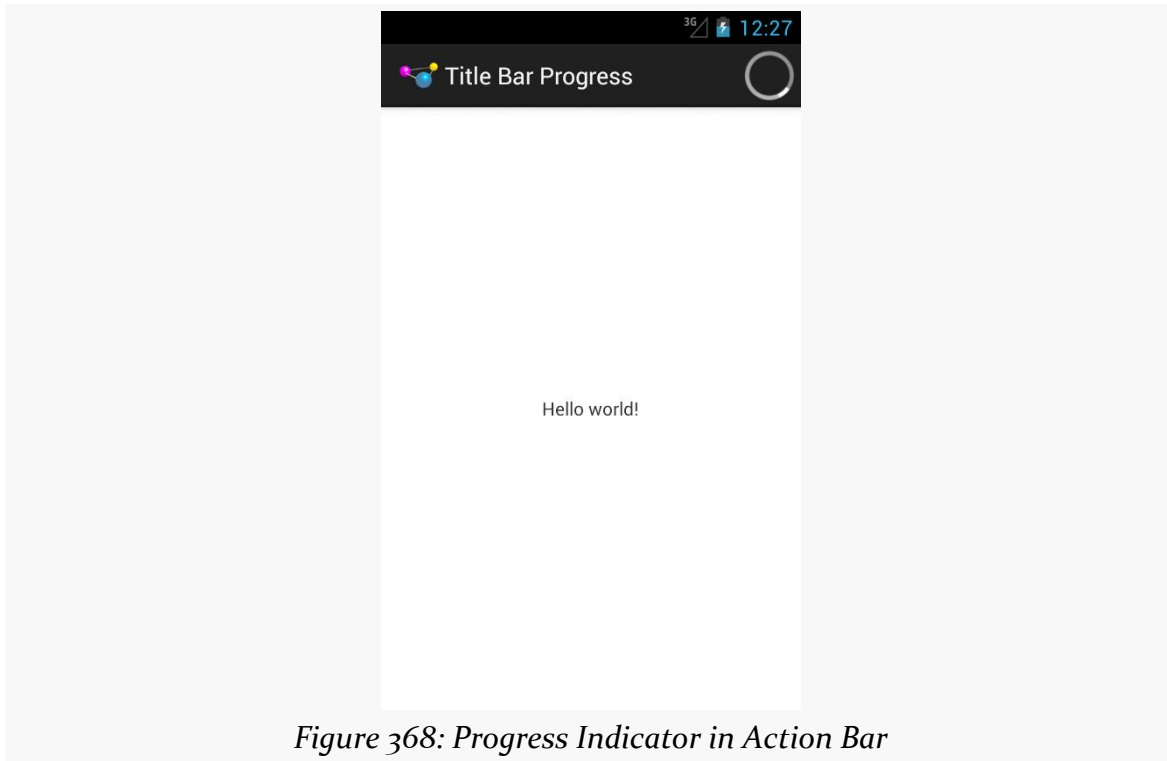 3G 12:27
Title Bar Progress
Hello world!
Figure 368: Progress Indicator in Action Bar